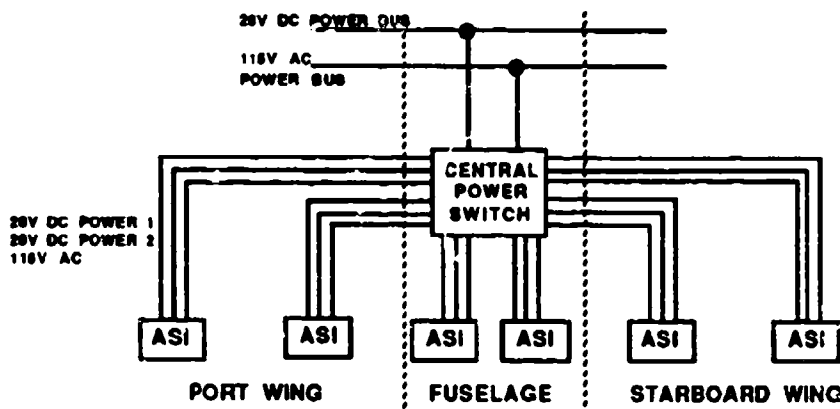 28V DC POWER BUS
115V AC
POWER BUS
CENTRAL
POWER
SWITCH
28V DC POWER 1
28V DC POWER 2
115V AC
ASI
ASI
ASI
ASI
ASI
ASI
PORT WING
FUSELAGE
STARBOARD WING